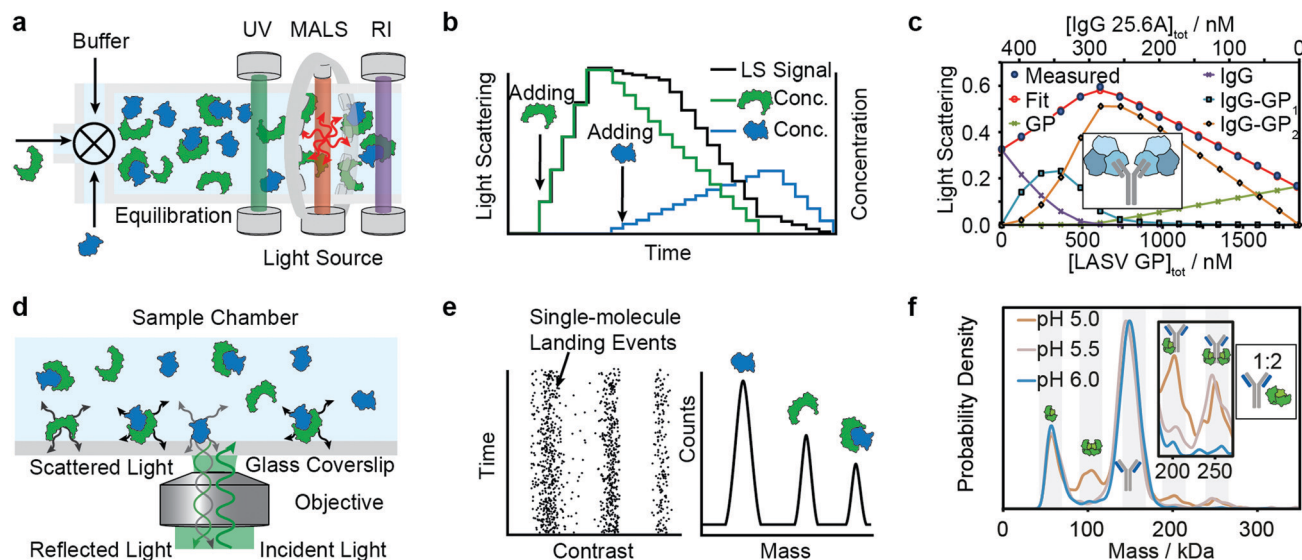 a
Buffer
UV
MALS
RI
Equilibration
Light Source
b
Light Scattering
Adding
Adding
LS Signal
Conc.
Conc.
Concentration
Time
c
[IgG 25.6A]tot / nM
400 300 200 100 0
Light Scattering
0.6
0.4
0.2
0.0
Measured
Fit
GP
IgG
IgG-GP1
IgG-GP2
0 500 1000 1500
[LASV GP]tot / nM
d
Sample Chamber
Scattered Light
Glass Coverslip
Objective
Reflected Light
Incident Light
e
Single-molecule
Landing Events
Time
Contrast
Counts
Mass
f
Probability Density
pH 5.0
pH 5.5
pH 6.0
1:2
200 250
0 100 200 300
Mass / kDa